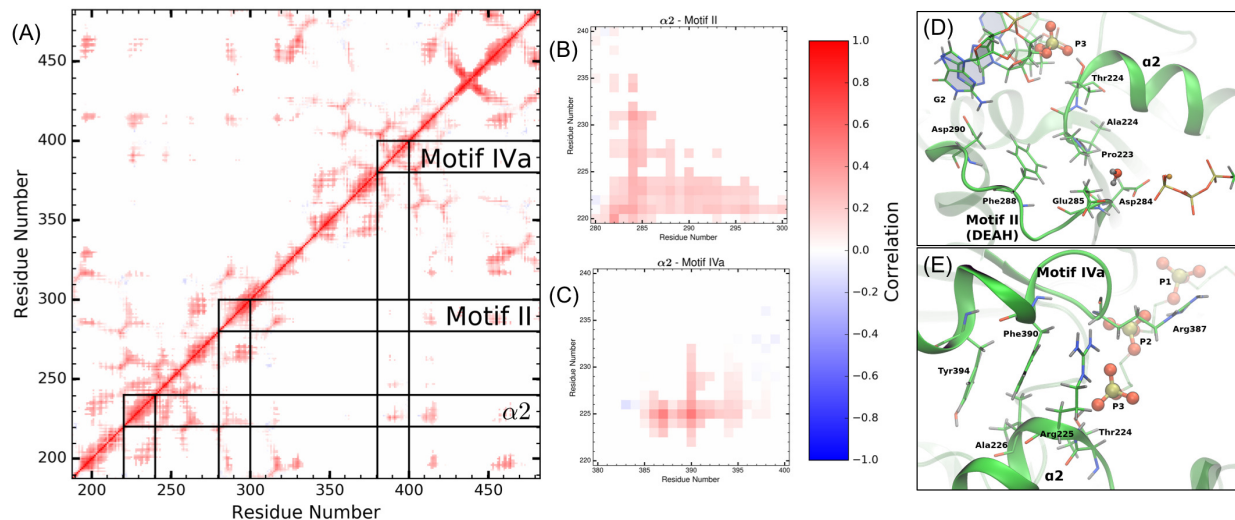 (A)
450
400
350
300
250
200
200 250 300 350 400 450
Residue Number
Residue Number
Motif IVa
Motif II
α2
(B)
α2 - Motif II
240
235
230
225
220
280 285 290 295 300
Residue Number
Residue Number
(C)
α2 - Motif IVa
240
235
230
225
220
380 385 390 395 400
Residue Number
Residue Number
1.0
0.8
0.6
0.4
0.2
0.0
−0.2
−0.4
−0.6
−0.8
−1.0
Correlation
(D)
P3
α2
Thr224
G2
Asp290
Ala224
Pro223
Phe288
Glu285
Asp284
Motif II
(DEAH)
(E)
Motif IVa
P1
Phe390
Arg387
P2
Tyr394
P3
Thr224
Arg225
Ala226
α2